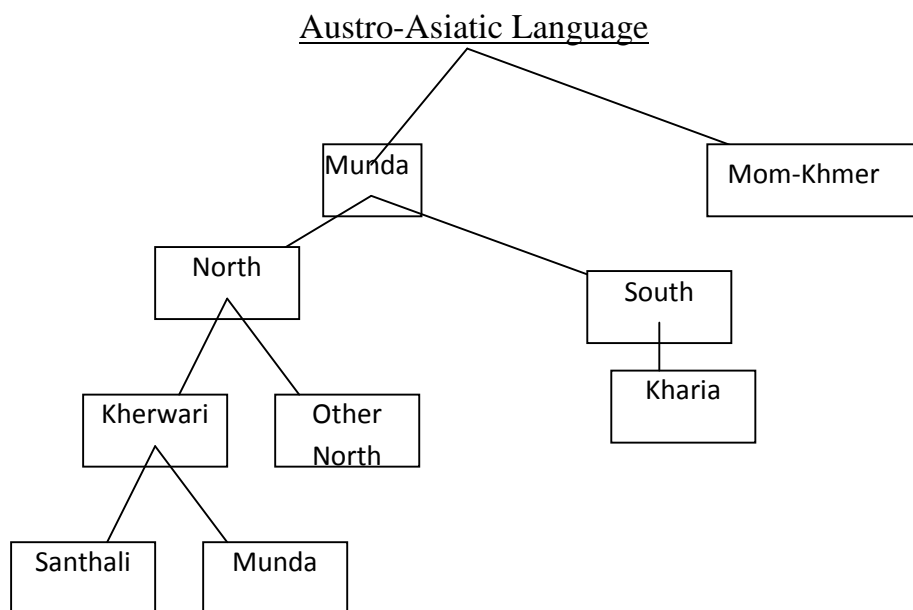 Austro-Asiatic Language
Munda
Mom-Khmer
North
South
Kherwari
Other
North
Kharia
Santhali
Munda